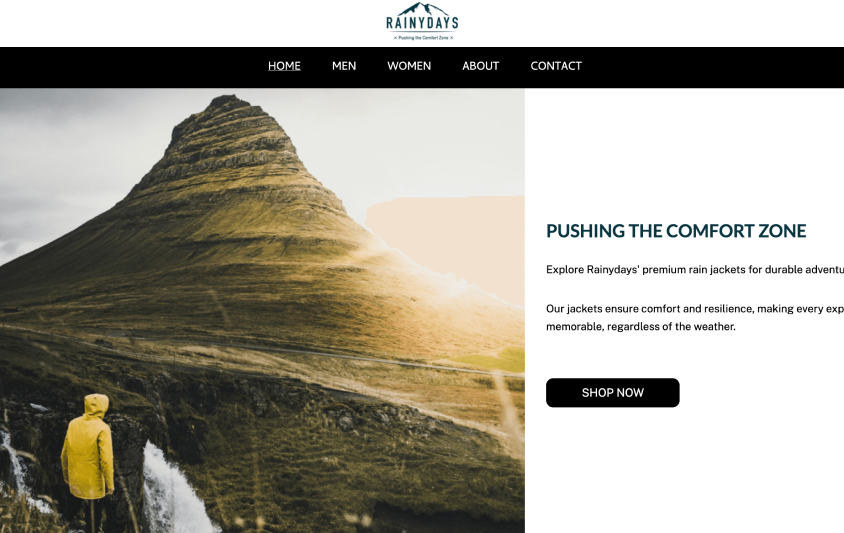 RAINYDAYS
× Pushing the Comfort Zone ×
HOME MEN WOMEN ABOUT CONTACT
PUSHING THE COMFORT ZONE
Explore Rainydays' premium rain jackets for durable adventu
Our jackets ensure comfort and resilience, making every exp
memorable, regardless of the weather.
SHOP NOW